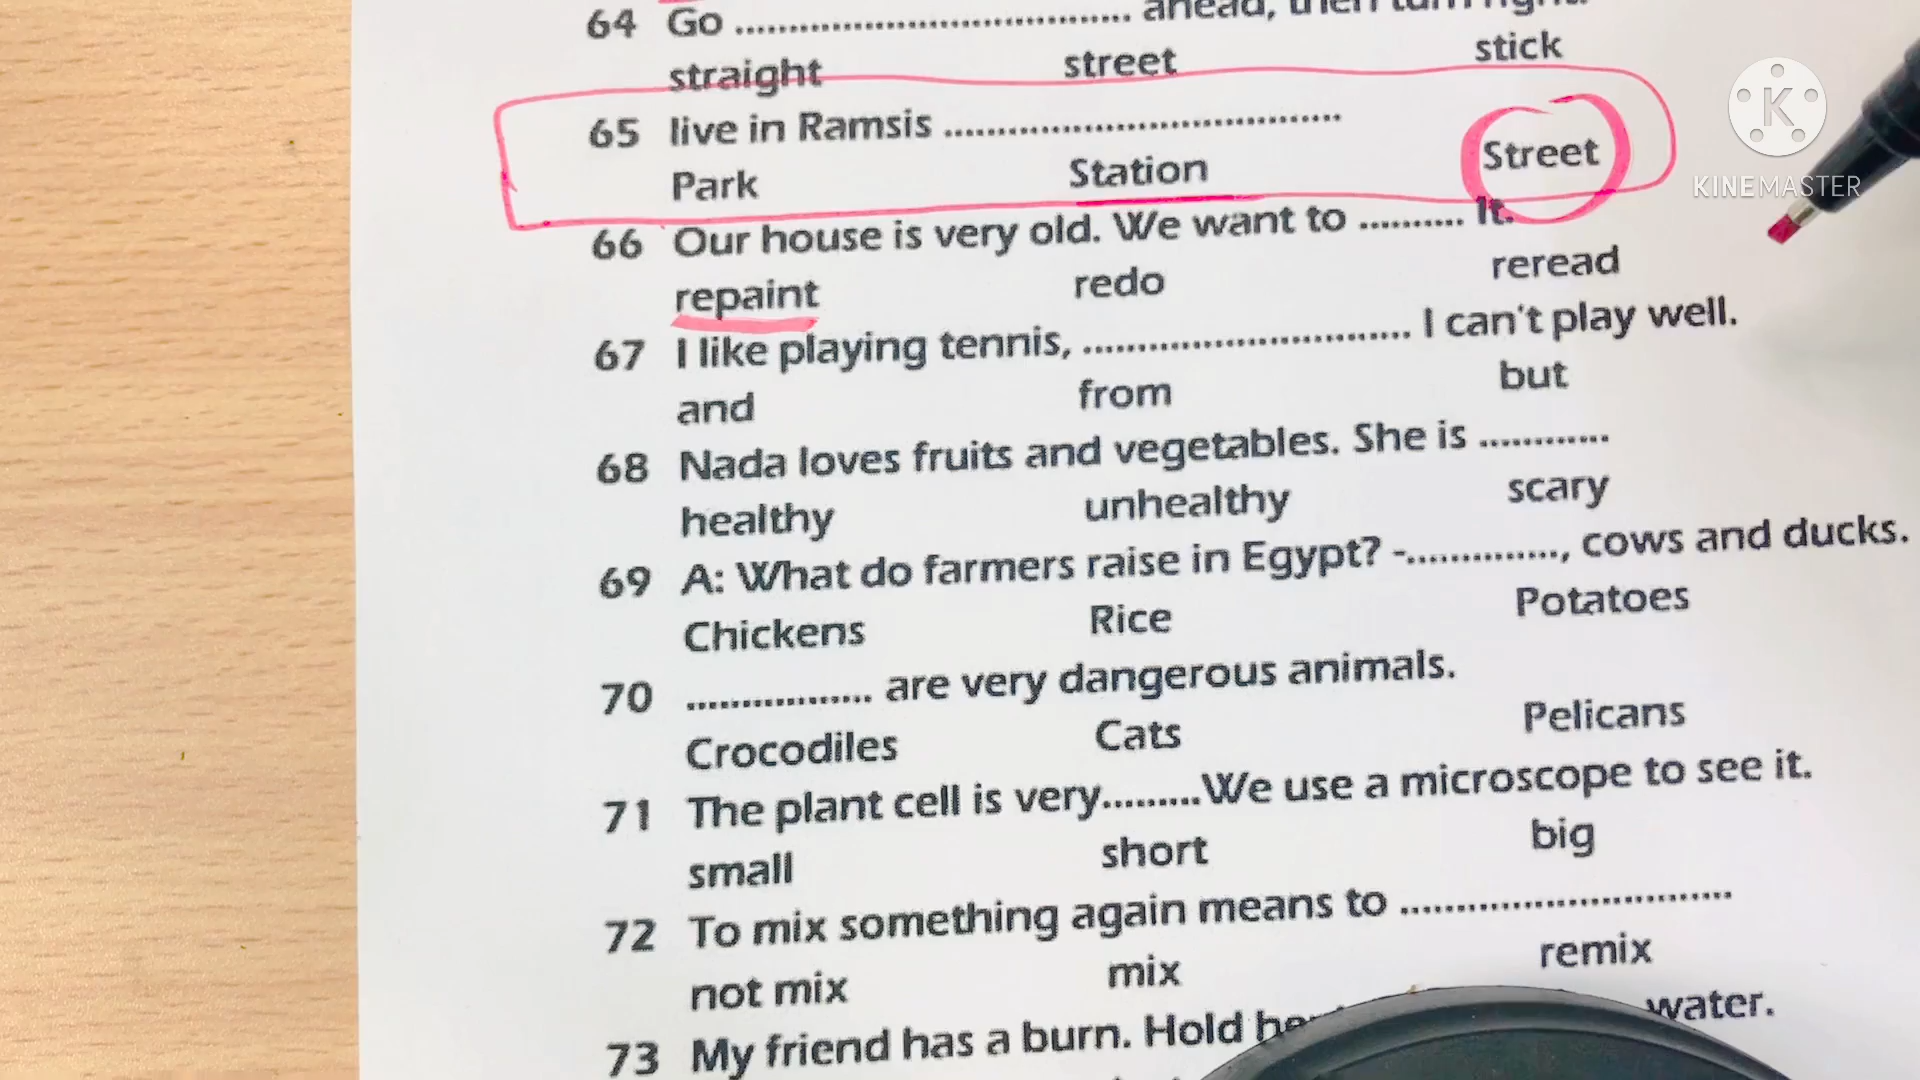 64 Go ........................................ ahead, then turn right.
straight street stick
65 live in Ramsis ........................................
Park Station Street
66 Our house is very old. We want to .......... it.
repaint redo reread
67 I like playing tennis, ................................. I can't play well.
and from but
68 Nada loves fruits and vegetables. She is .............
healthy unhealthy scary
69 A: What do farmers raise in Egypt? -..............., cows and ducks.
Chickens Rice Potatoes
70 .................. are very dangerous animals.
Crocodiles Cats Pelicans
71 The plant cell is very.........We use a microscope to see it.
small short big
72 To mix something again means to .................................
not mix mix remix
73 My friend has a burn. Hold water.
K
KINEMASTER